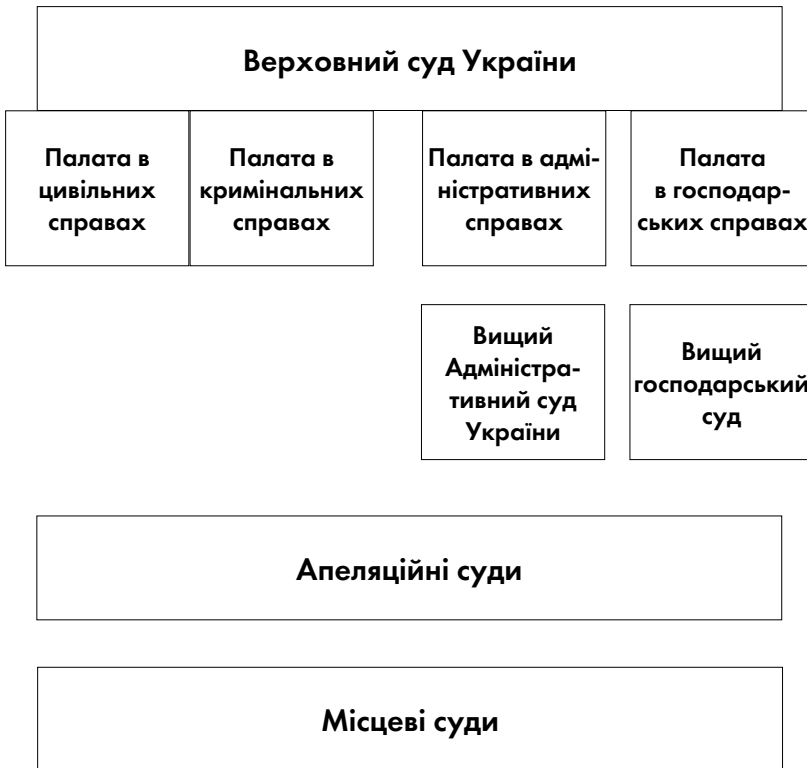 Верховний суд України
Палата в
цивільних
справах
Палата в
кримінальних
справах
Палата в адмі-
ністративних
справах
Палата
в господар-
ських справах
Вищий
Адміністра-
тивний суд
України
Вищий
господарський
суд
Апеляційні суди
Місцеві суди